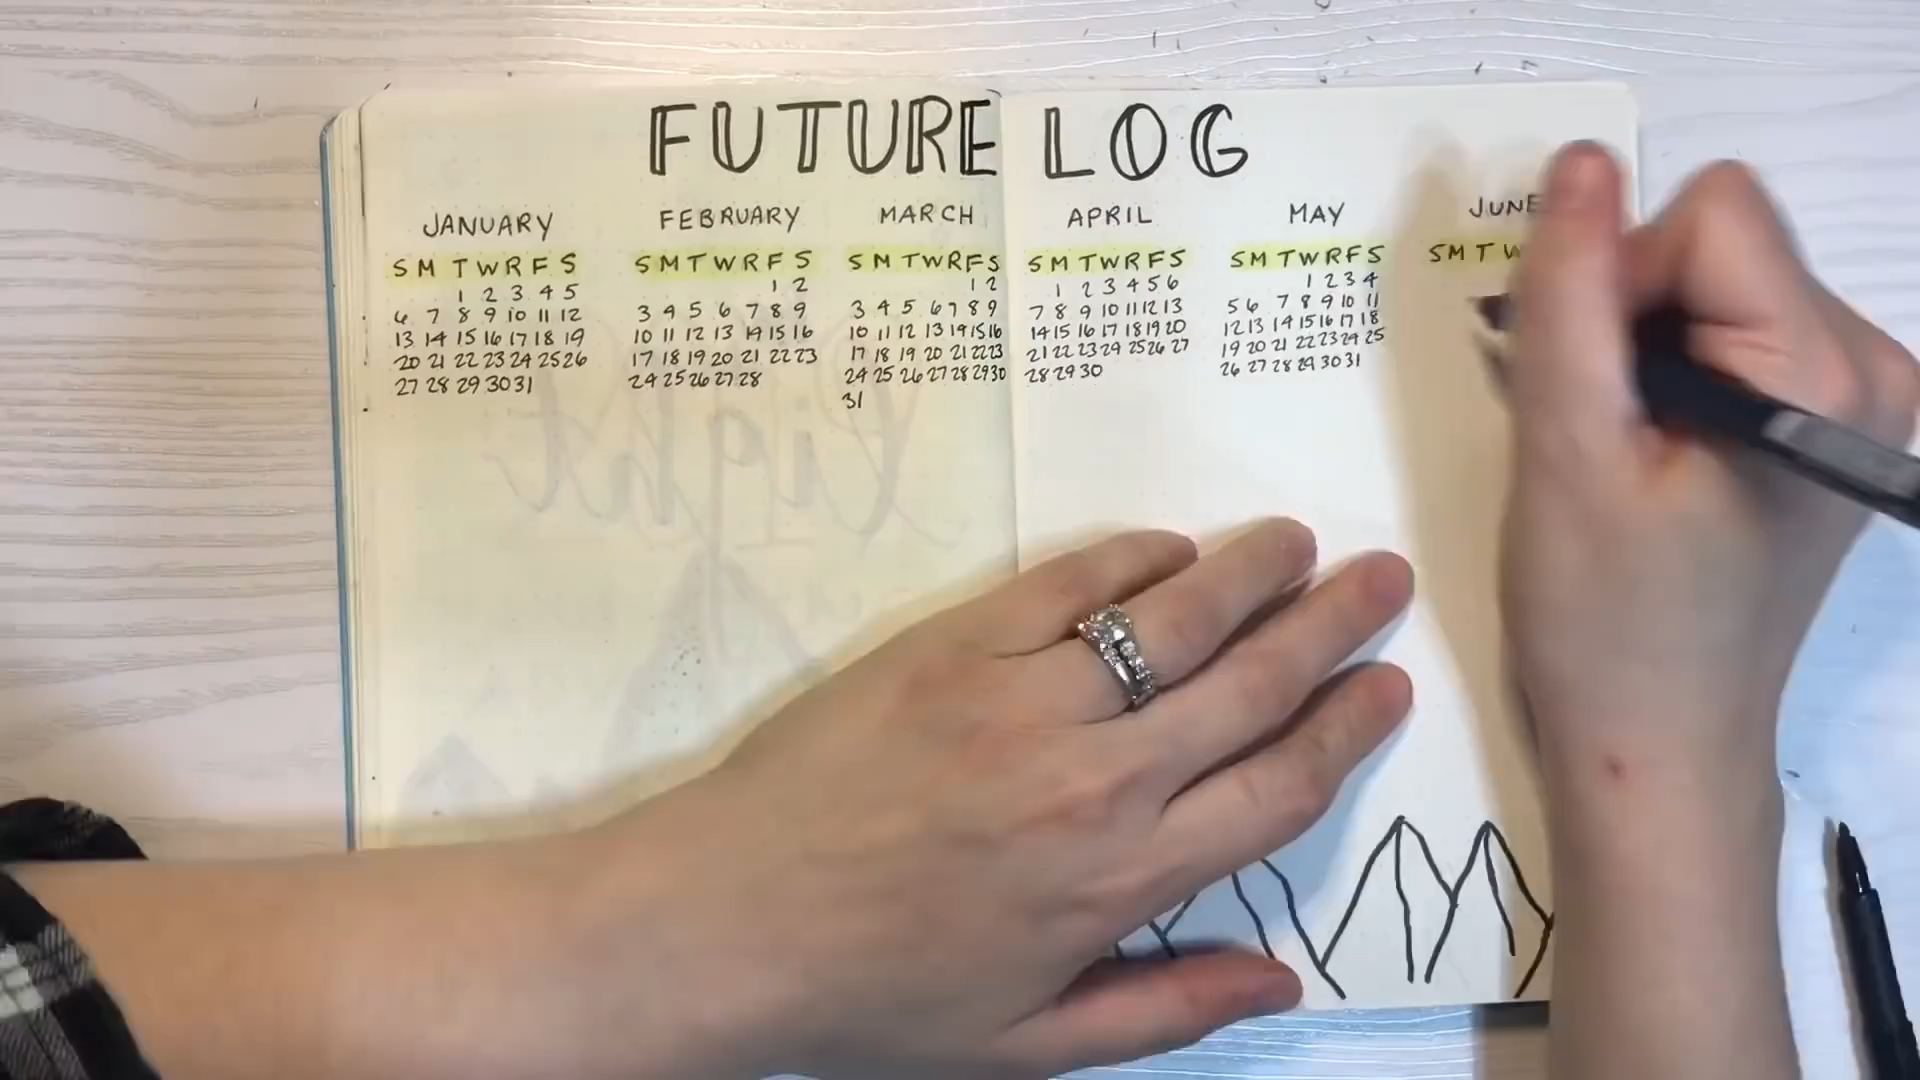 FUTURE LOG
JANUARY
S M T W R F S
1 2 3 4 5
6 7 8 9 10 11 12
13 14 15 16 17 18 19
20 21 22 23 24 25 26
27 28 29 30 31
FEBRUARY
S M T W R F S
1 2
3 4 5 6 7 8 9
10 11 12 13 14 15 16
17 18 19 20 21 22 23
24 25 26 27 28
MARCH
S M T W R F S
1 2
3 4 5 6 7 8 9
10 11 12 13 14 15 16
17 18 19 20 21 22 23
24 25 26 27 28 29 30
31
APRIL
S M T W R F S
1 2 3 4 5 6
7 8 9 10 11 12 13
14 15 16 17 18 19 20
21 22 23 24 25 26 27
28 29 30
MAY
S M T W R F S
1 2 3 4
5 6 7 8 9 10 11
12 13 14 15 16 17 18
19 20 21 22 23 24 25
26 27 28 29 30 31
JUNE
S M T W
light